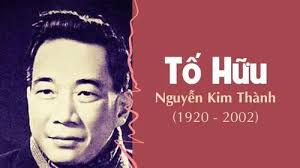 Tố Hữu
Nguyễn Kim Thành
(1920 - 2002)